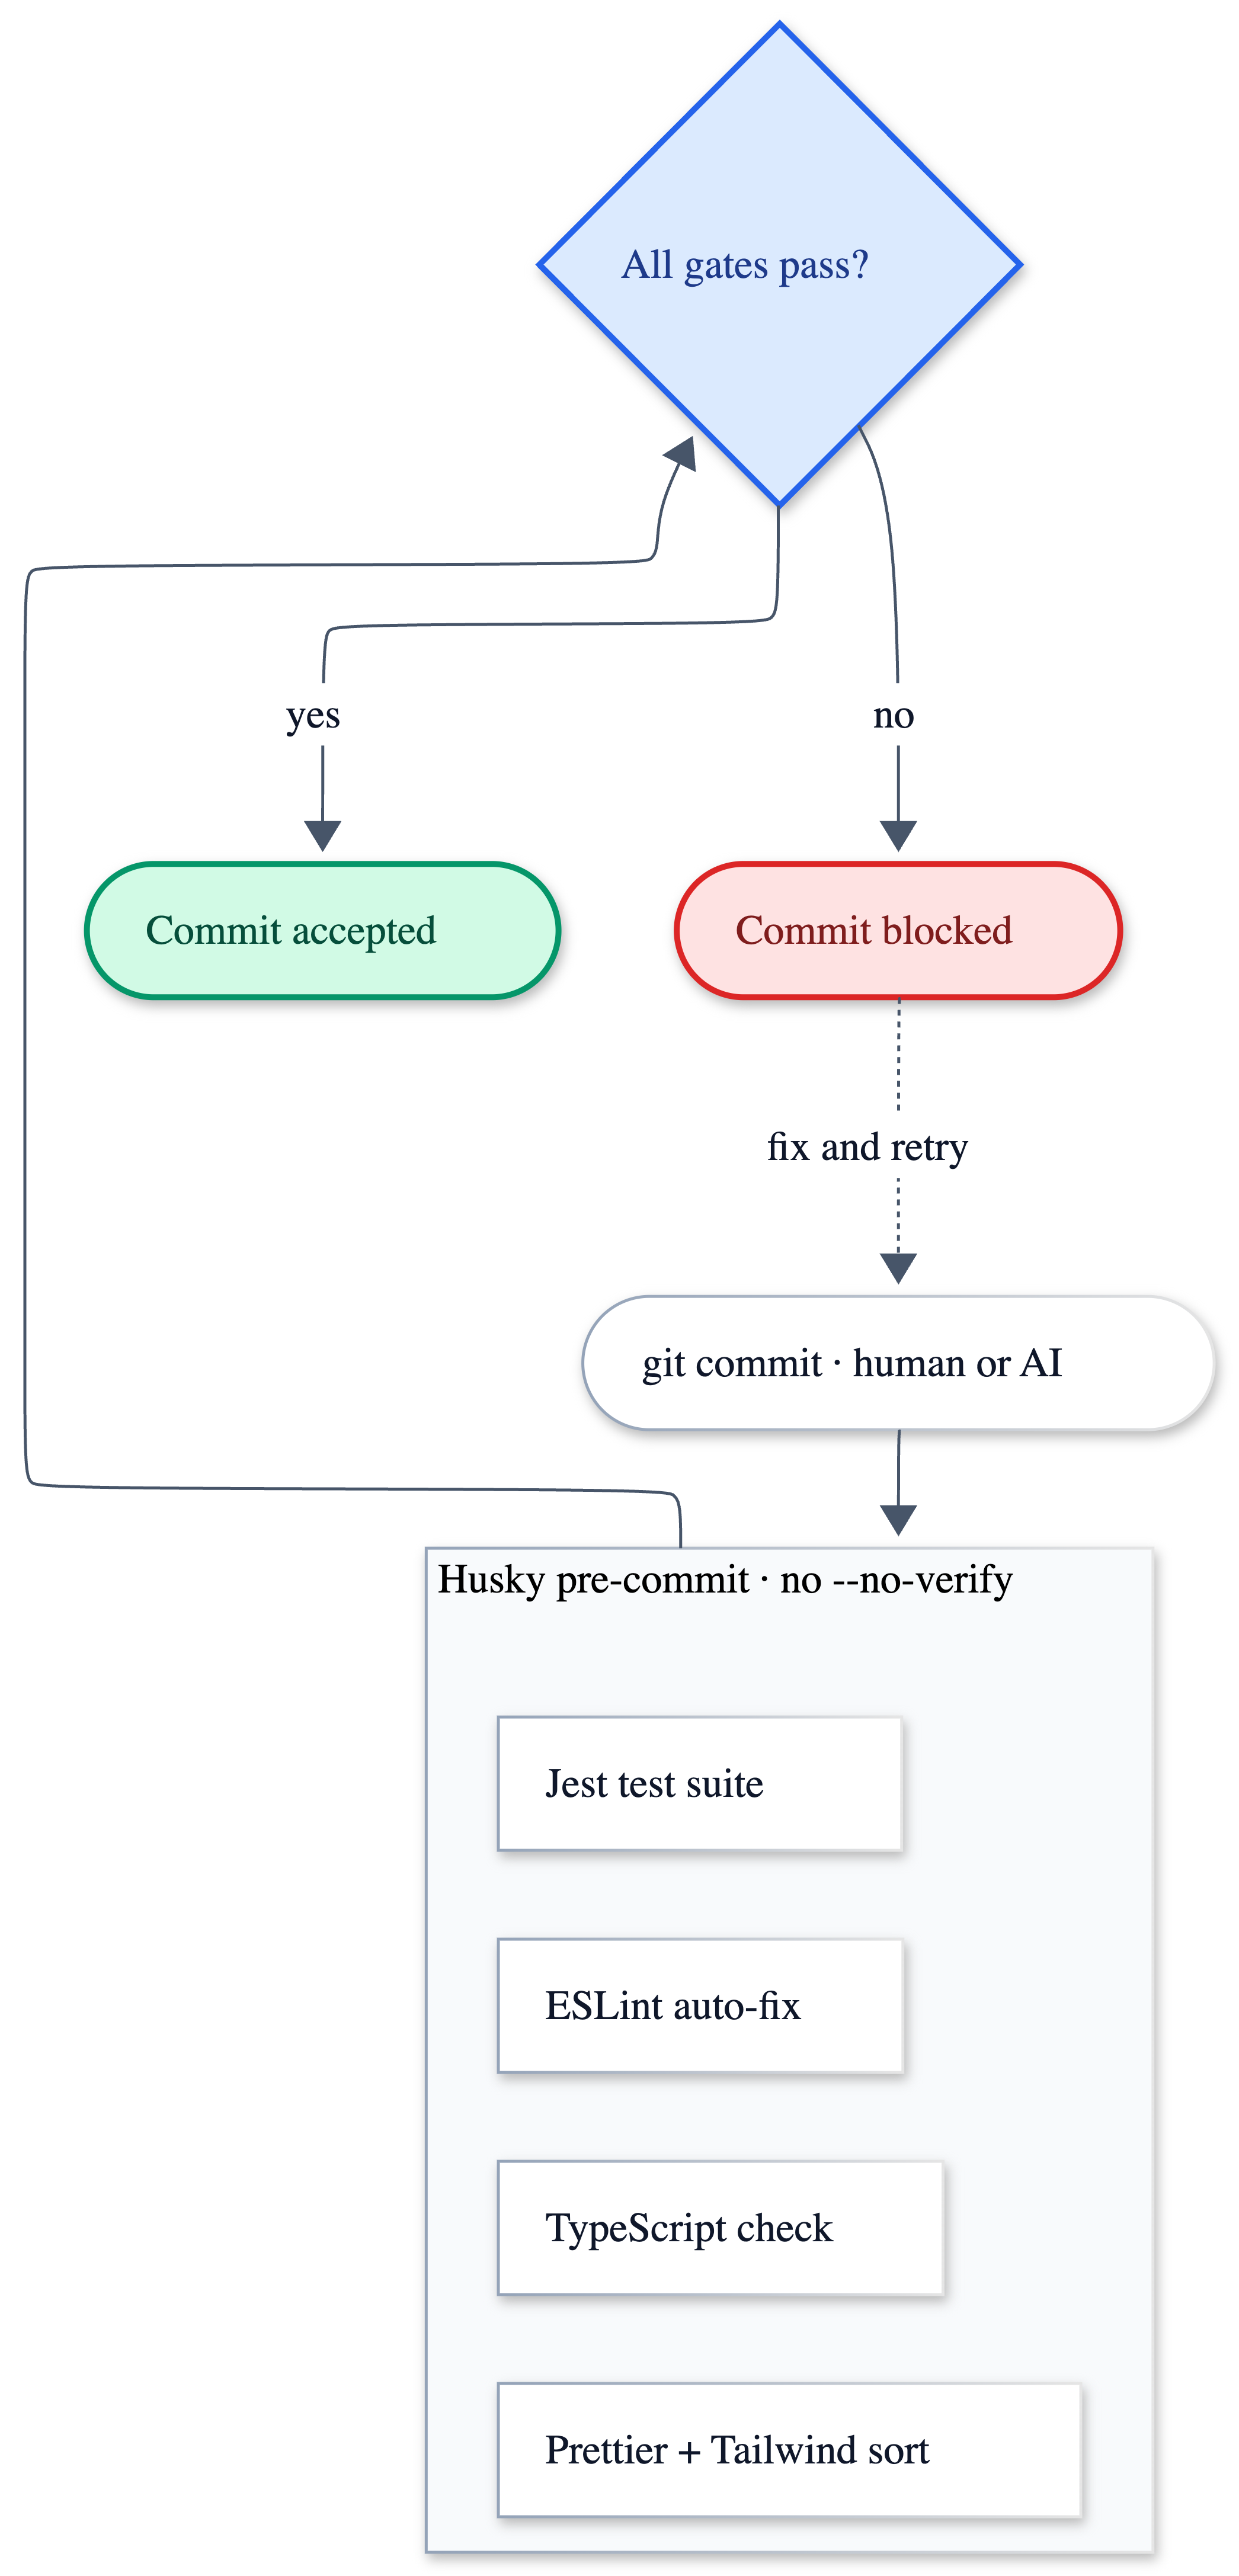 All gates pass?
yes
no
Commit accepted
Commit blocked
fix and retry
git commit · human or AI
Husky pre-commit · no --no-verify
Jest test suite
ESLint auto-fix
TypeScript check
Prettier + Tailwind sort